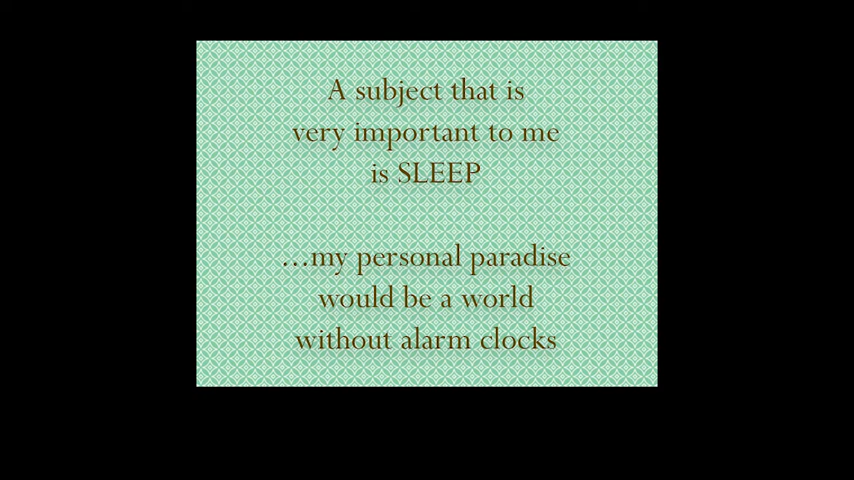 A subject that is
very important to me
is SLEEP
…my personal paradise
would be a world
without alarm clocks